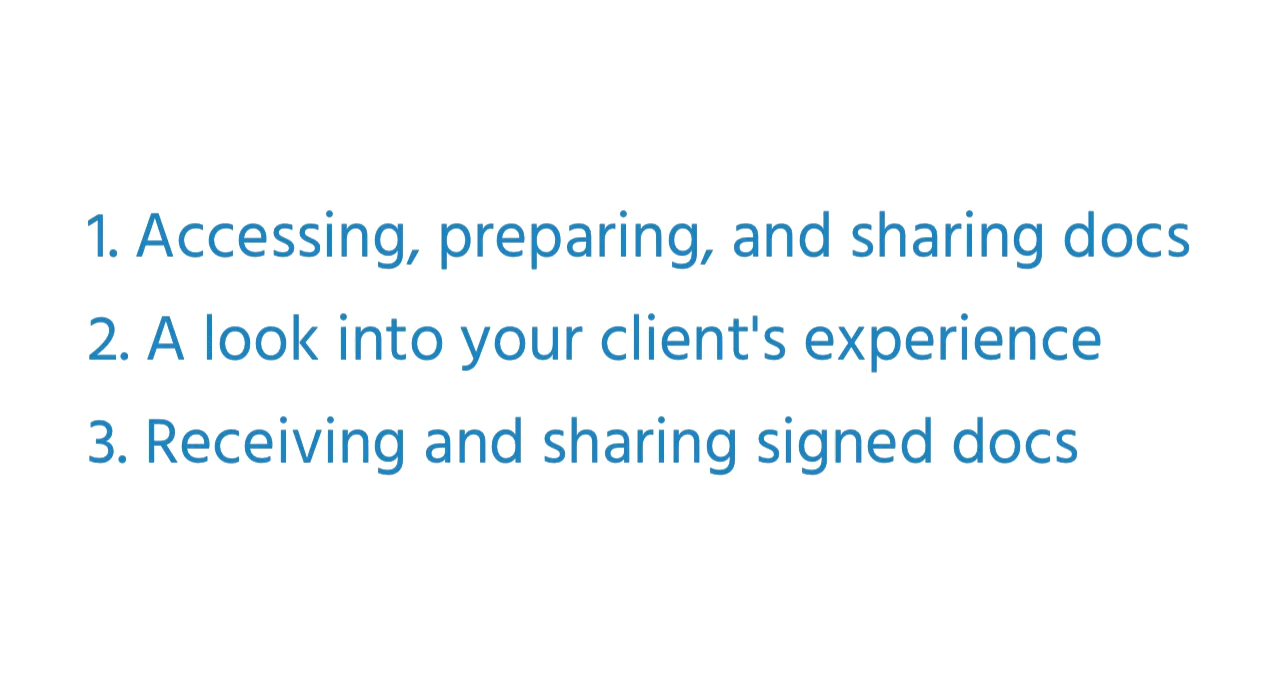 1. Accessing, preparing, and sharing docs
2. A look into your client's experience
3. Receiving and sharing signed docs